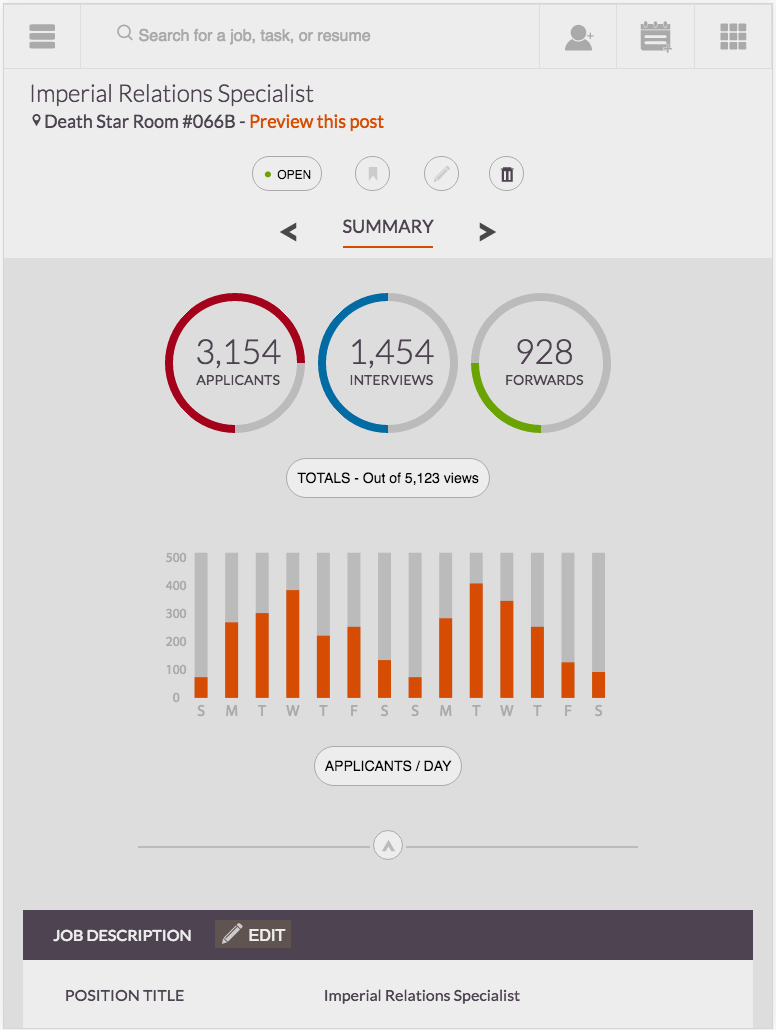 Search for a job, task, or resume
Imperial Relations Specialist
Death Star Room #066B - Preview this post
OPEN
SUMMARY
3,154 1,454 928
APPLICANTS INTERVIEWS FORWARDS
TOTALS - Out of 5,123 views
500
400
300
200
100
0
S M T W T F S S M T W T F S
APPLICANTS / DAY
JOB DESCRIPTION EDIT
POSITION TITLE Imperial Relations Specialist